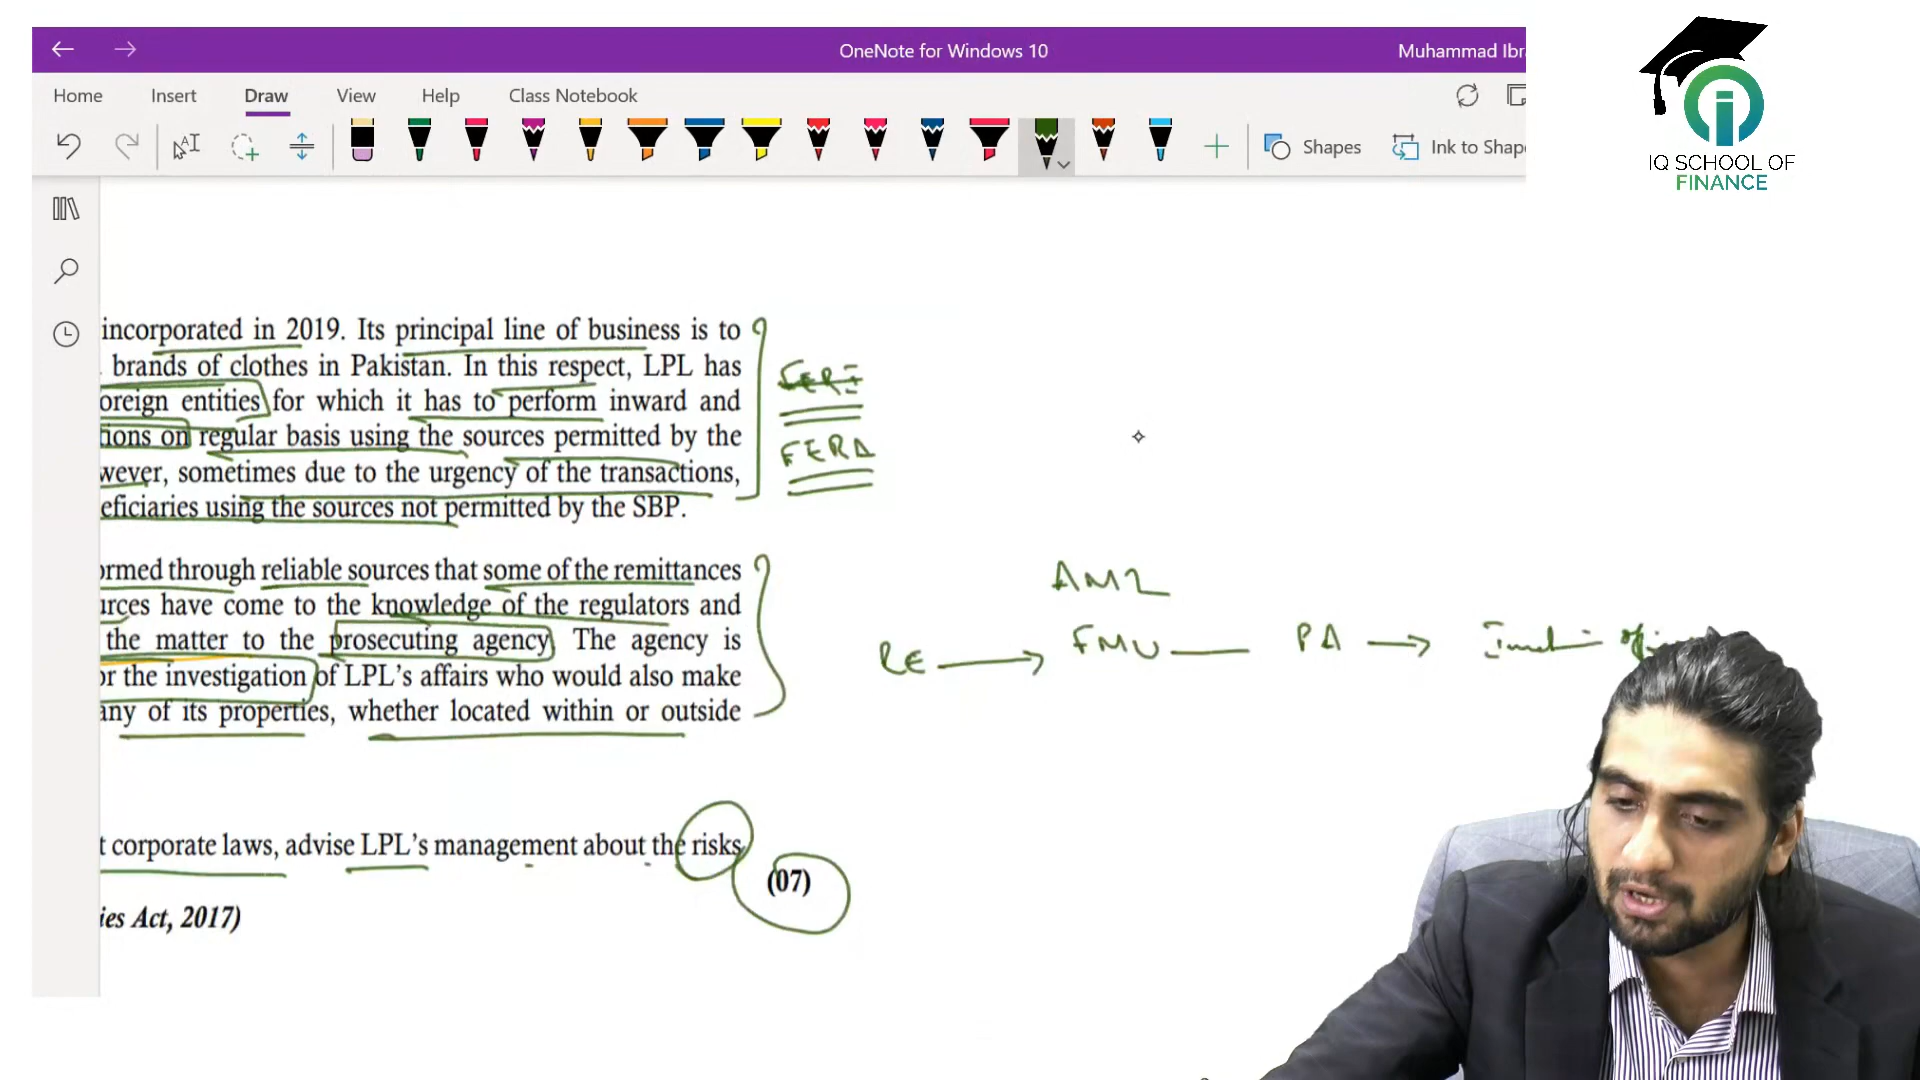 OneNote for Windows 10
Muhammad Ibr
Home Insert Draw View Help Class Notebook
Shapes
Ink to Shap
IQ SCHOOL OF
FINANCE
incorporated in 2019. Its principal line of business is to
brands of clothes in Pakistan. In this respect, LPL has
oreign entities for which it has to perform inward and
ions on regular basis using the sources permitted by the
wever, sometimes due to the urgency of the transactions,
eficiaries using the sources not permitted by the SBP.
FERA
ormed through reliable sources that some of the remittances
urces have come to the knowledge of the regulators and
the matter to the prosecuting agency. The agency is
or the investigation of LPL's affairs who would also make
any of its properties, whether located within or outside
AML
RE FMU PA
t corporate laws, advise LPL's management about the risks
(07)
ies Act, 2017)